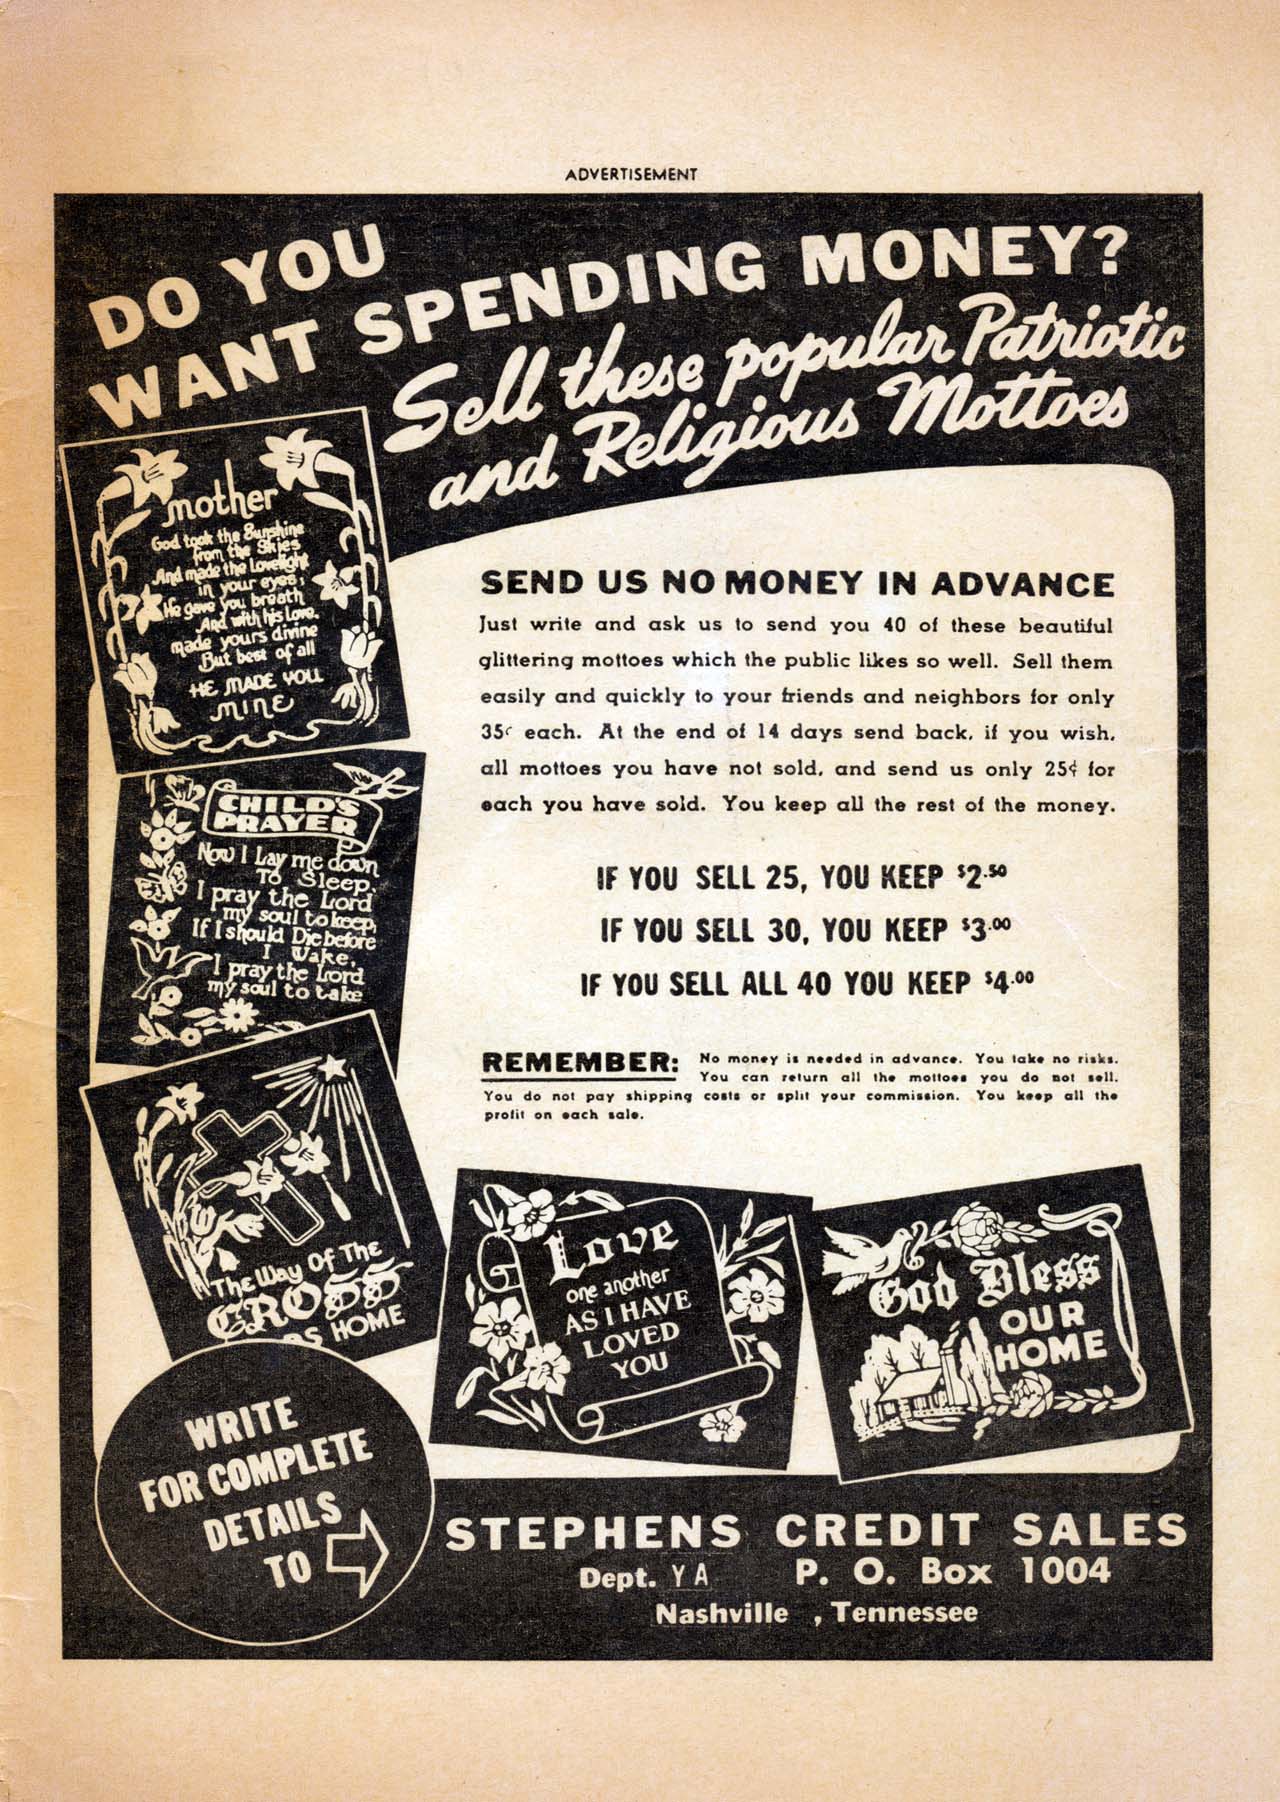 ADVERTISEMENT
DO YOU
WANT SPENDING MONEY?
Sell these popular Patriotic
and Religious Mottoes
mother
God took the Sunshine
from the Skies
And made the Lovelight
in your eyes;
He gave you breath
And with his Love,
made yours divine
But best of all
HE MADE YOU
MINE
CHILD'S
PRAYER
Now I Lay me down
To Sleep,
I pray the Lord
my soul to keep,
If I should Die before
I Wake,
I pray the Lord
my soul to take
The Way Of The
CROSS
DS HOME
SEND US NO MONEY IN ADVANCE
Just write and ask us to send you 40 of these beautiful
glittering mottoes which the public likes so well. Sell them
easily and quickly to your friends and neighbors for only
35¢ each. At the end of 14 days send back, if you wish,
all mottoes you have not sold, and send us only 25¢ for
each you have sold. You keep all the rest of the money.
IF YOU SELL 25, YOU KEEP $2.50
IF YOU SELL 30, YOU KEEP $3.00
IF YOU SELL ALL 40 YOU KEEP $4.00
REMEMBER: No money is needed in advance. You take no risks.
You can return all the mottoes you do not sell.
You do not pay shipping costs or split your commission. You keep all the
profit on each sale.
Love
one another
AS I HAVE
LOVED
YOU
God Bless
OUR
HOME
WRITE
FOR COMPLETE
DETAILS
TO
STEPHENS CREDIT SALES
Dept. YA P. O. Box 1004
Nashville , Tennessee